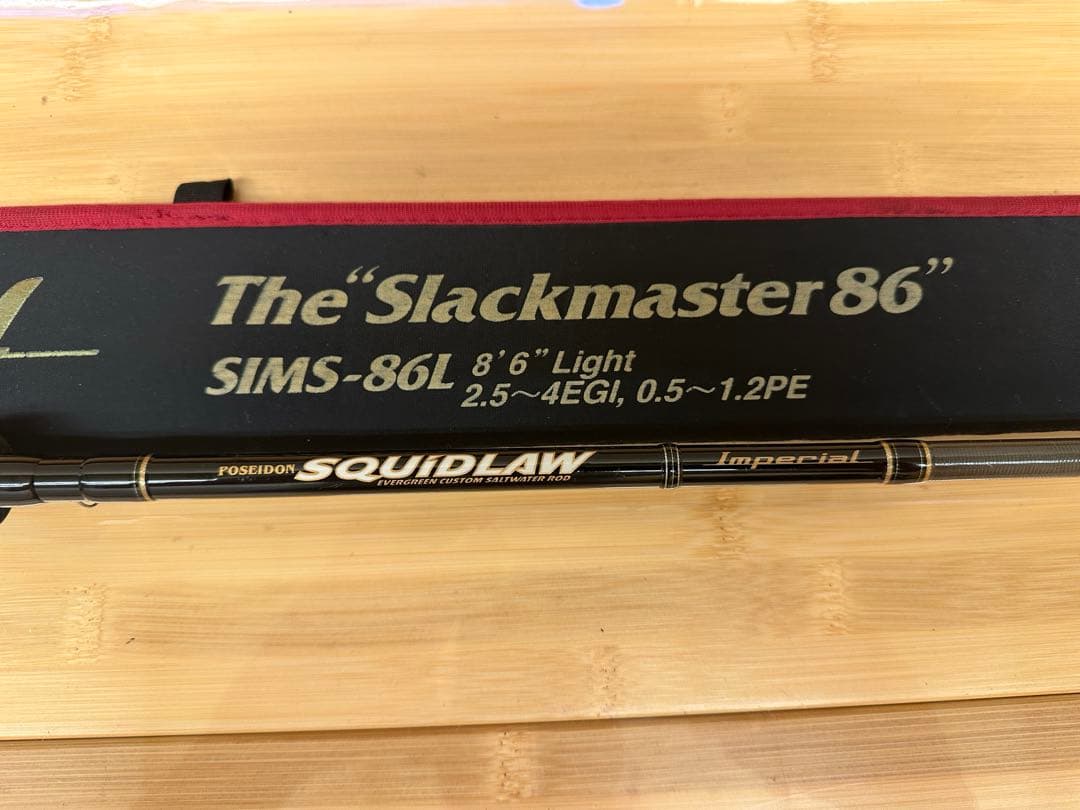 The "Slackmaster 86"
SIMS-86L 8'6" Light
2.5～4EGI, 0.5～1.2PE
POSEIDON SQUiDLAW Imperial
EVERGREEN CUSTOM SALTWATER ROD